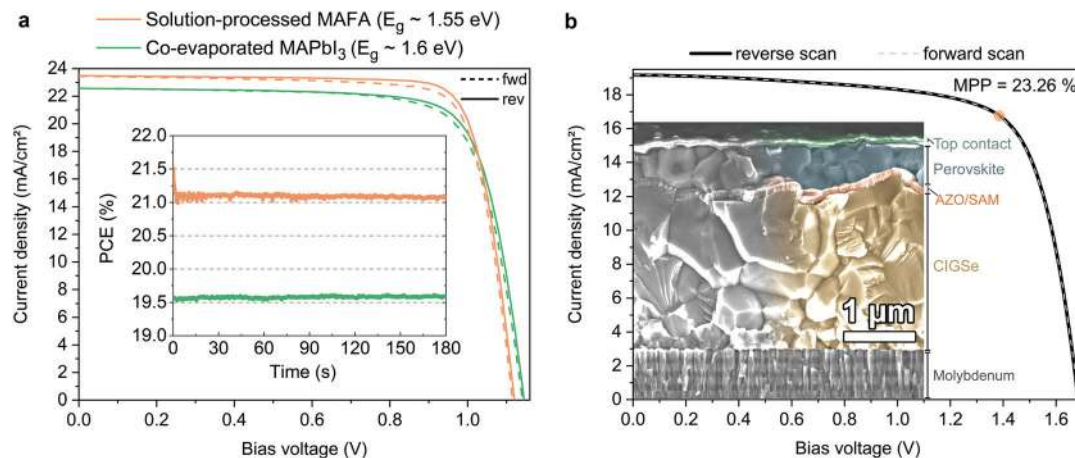 a
Solution-processed MAFA (E_g ~ 1.55 eV)
Co-evaporated MAPbI₃ (E_g ~ 1.6 eV)
fwd
rev
Current density (mA/cm²)
24
22
20
18
16
14
12
10
8
6
4
2
0
0.0
0.2
0.4
0.6
0.8
1.0
Bias voltage (V)
PCE (%)
22.0
21.5
21.0
20.5
20.0
19.5
19.0
0
30
60
90
120
150
180
Time (s)
b
reverse scan
forward scan
MPP = 23.26 %
Current density (mA/cm²)
18
16
14
12
10
8
6
4
2
0
Top contact
Perovskite
AZO/SAM
CIGSe
1 µm
Molybdenum
0.0
0.2
0.4
0.6
0.8
1.0
1.2
1.4
1.6
Bias voltage (V)